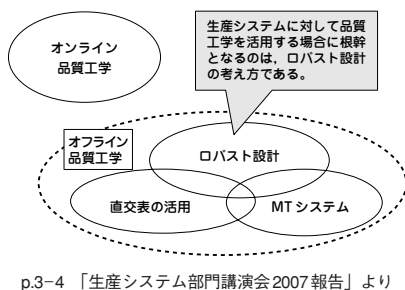 オンライン
品質工学
生産システムに対して品質
工学を活用する場合に根幹
となるのは，ロバスト設計
の考え方である。
オフライン
品質工学
ロバスト設計
直交表の活用
MTシステム
p.3-4 「生産システム部門講演会2007報告」より